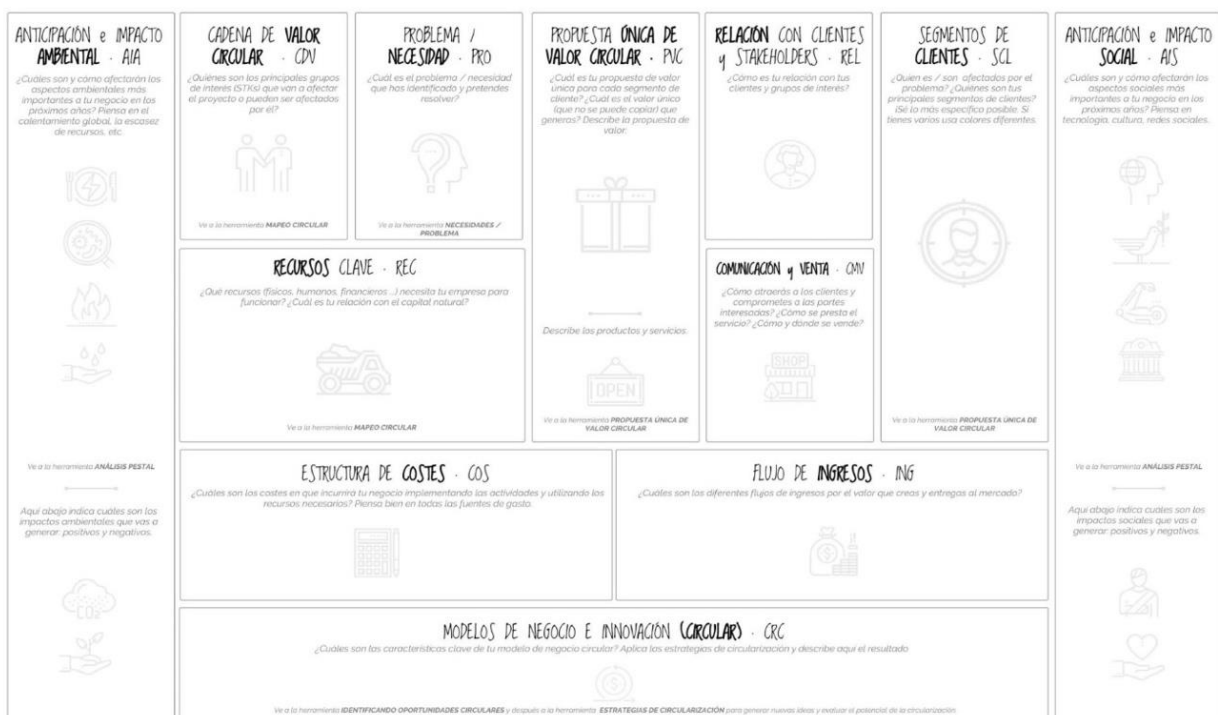 ANTICIPACIÓN e IMPACTO
AMBIENTAL · AIA
¿Cuáles son y cómo afectarán los
aspectos ambientales más
importantes a tu negocio en los
próximos años? Piensa en el
calentamiento global, la escasez
de recursos, etc.
Ve a la herramienta ANÁLISIS PESTAL
Aquí abajo indica cuáles son los
impactos ambientales que vas a
generar: positivos y negativos.
CO2
CADENA DE VALOR
CIRCULAR · CDV
¿Quiénes son los principales grupos
de interés (STKs) que van a afectar
el proyecto o pueden ser afectadas
por él?
Ve a la herramienta MAPEO CIRCULAR
PROBLEMA /
NECESIDAD · PRO
¿Cuál es el problema / necesidad
que has identificado y pretendes
resolver?
Ve a la herramienta NECESIDADES /
PROBLEMA
PROPUESTA ÚNICA DE
VALOR CIRCULAR · PVC
¿Cuál es tu propuesta de valor
única para cada segmento de
cliente? ¿Cuál es el valor único
(que no se puede copiar) que
generas? Describe la propuesta de
valor:
Describe los productos y servicios.
OPEN
Ve a la herramienta PROPUESTA ÚNICA DE
VALOR CIRCULAR
RELACIÓN CON CLIENTES
y STAKEHOLDERS · REL
¿Cómo es tu relación con tus
clientes y grupos de interés?
SEGMENTOS DE
CLIENTES · SCL
¿Quien es / son afectados por el
problema? ¿Quiénes son tus
principales segmentos de clientes?
¡Sé lo más específico posible. Si
tienes varios usa colores diferentes.
Ve a la herramienta PROPUESTA ÚNICA DE
VALOR CIRCULAR
ANTICIPACIÓN e IMPACTO
SOCIAL · AIS
¿Cuáles son y cómo afectarán los
aspectos sociales más
importantes a tu negocio en los
próximos años? Piensa en
tecnología, cultura, redes sociales.
Ve a la herramienta ANÁLISIS PESTAL
Aquí abajo indica cuáles son los
impactos sociales que vas a
generar: positivos y negativos.
RECURSOS CLAVE · REC
¿Qué recursos (físicos, humanos, financieros ...) necesita tu empresa para
funcionar? ¿Cuál es tu relación con el capital natural?
Ve a la herramienta MAPEO CIRCULAR
COMUNICACIÓN y VENTA · CMV
¿Cómo atraerás a los clientes y
comprometes a las partes
interesadas? ¿Cómo se presta el
servicio? ¿Cómo y dónde se vende?
SHOP
ESTRUCTURA DE COSTES · COS
¿Cuáles son los costes en que incurrirá tu negocio implementando las actividades y utilizando los
recursos necesarios? Piensa bien en todas las fuentes de gasto.
FLUJO DE INGRESOS · ING
¿Cuáles son los diferentes flujos de ingresos por el valor que creas y entregas al mercado?
MODELOS DE NEGOCIO E INNOVACIÓN (CIRCULAR) · CRC
¿Cuáles son las características clave de tu modelo de negocio circular? Aplica las estrategias de circularización y describe aquí el resultado
Ve a la herramienta IDENTIFICANDO OPORTUNIDADES CIRCULARES y después a la herramienta ESTRATEGIAS DE CIRCULARIZACIÓN para generar nuevas ideas y evaluar el potencial de la circularización.